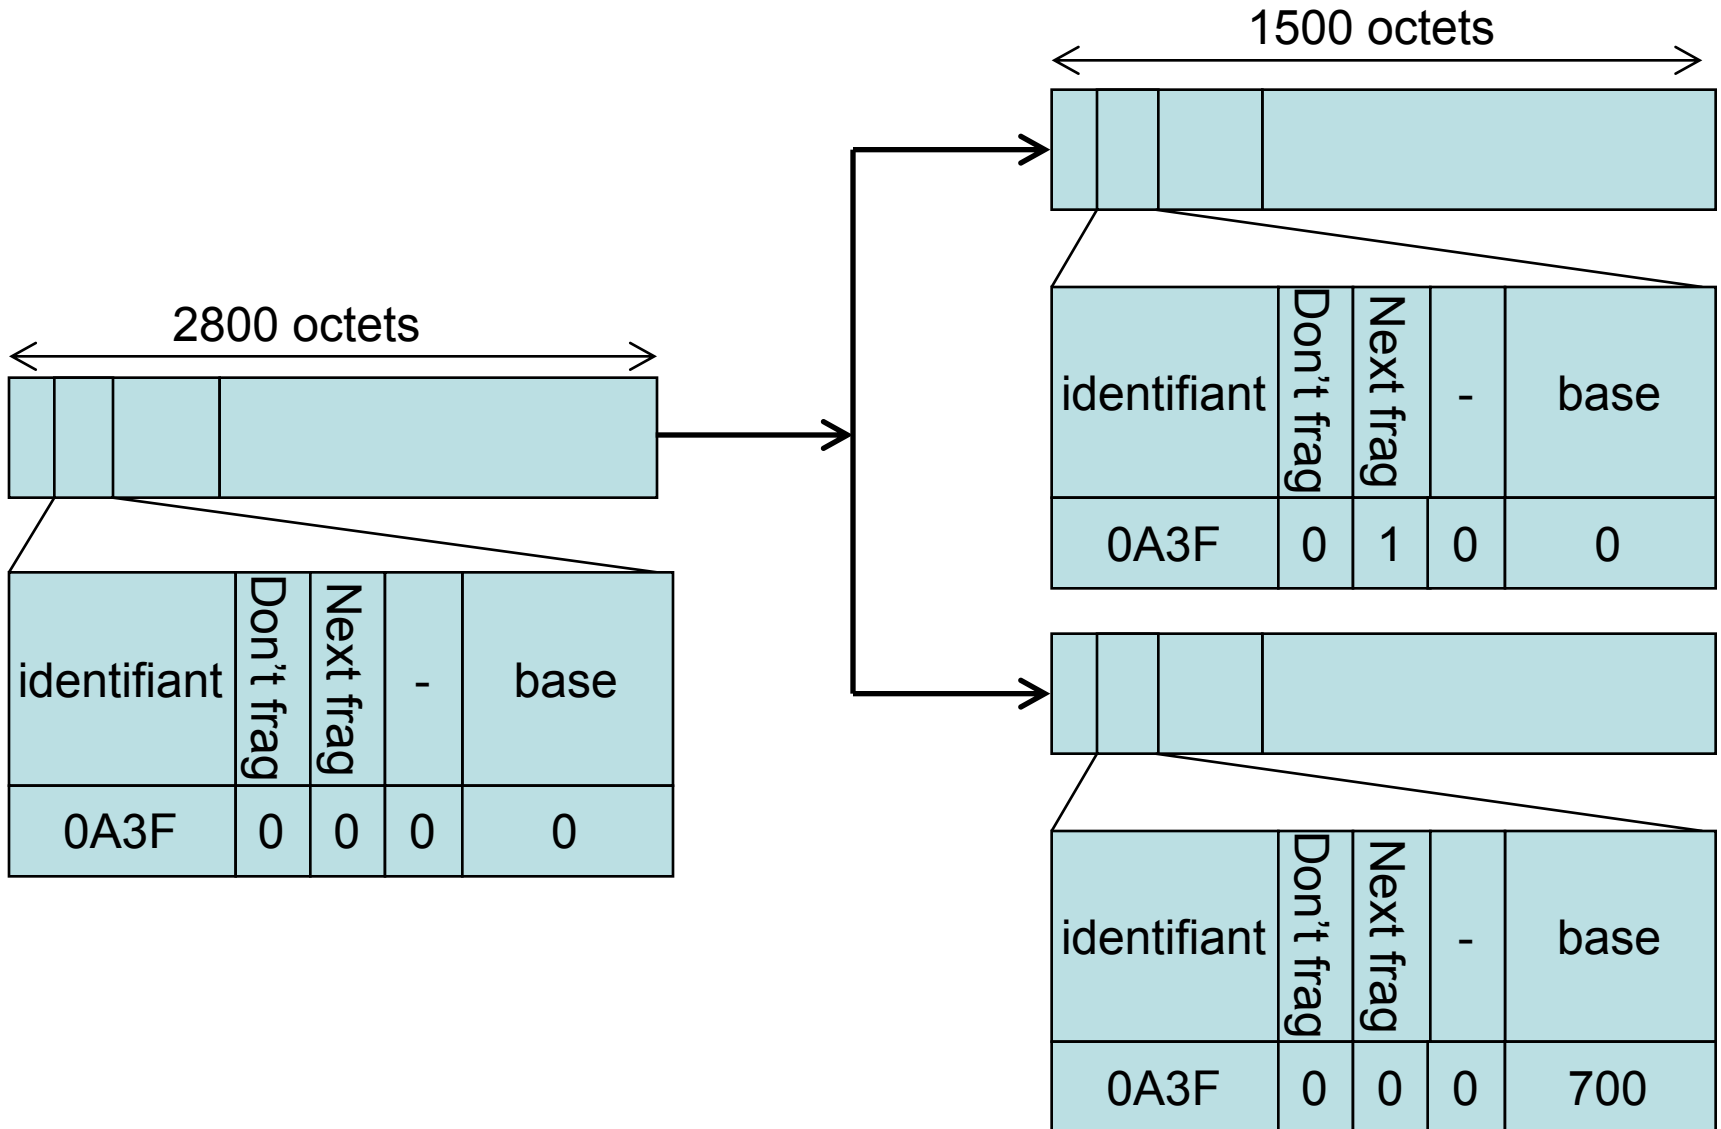 2800 octets
identifiant Don't frag Next frag - base
0A3F 0 0 0 0
1500 octets
identifiant Don't frag Next frag - base
0A3F 0 1 0 0
identifiant Don't frag Next frag - base
0A3F 0 0 0 700